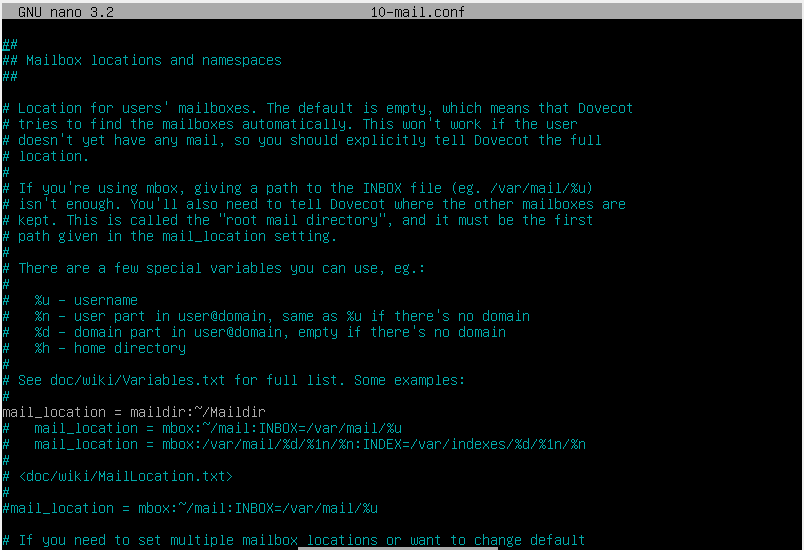 GNU nano 3.2 10-mail.conf
##
## Mailbox locations and namespaces
##
# Location for users' mailboxes. The default is empty, which means that Dovecot
# tries to find the mailboxes automatically. This won't work if the user
# doesn't yet have any mail, so you should explicitly tell Dovecot the full
# location.
#
# If you're using mbox, giving a path to the INBOX file (eg. /var/mail/%u)
# isn't enough. You'll also need to tell Dovecot where the other mailboxes are
# kept. This is called the "root mail directory", and it must be the first
# path given in the mail_location setting.
#
# There are a few special variables you can use, eg.:
#
#   %u - username
#   %n - user part in user@domain, same as %u if there's no domain
#   %d - domain part in user@domain, empty if there's no domain
#   %h - home directory
#
# See doc/wiki/Variables.txt for full list. Some examples:
#
mail_location = maildir:~/Maildir
#   mail_location = mbox:~/mail:INBOX=/var/mail/%u
#   mail_location = mbox:/var/mail/%d/%1n/%n:INDEX=/var/indexes/%d/%1n/%n
#
# <doc/wiki/MailLocation.txt>
#
#mail_location = mbox:~/mail:INBOX=/var/mail/%u
# If you need to set multiple mailbox locations or want to change default